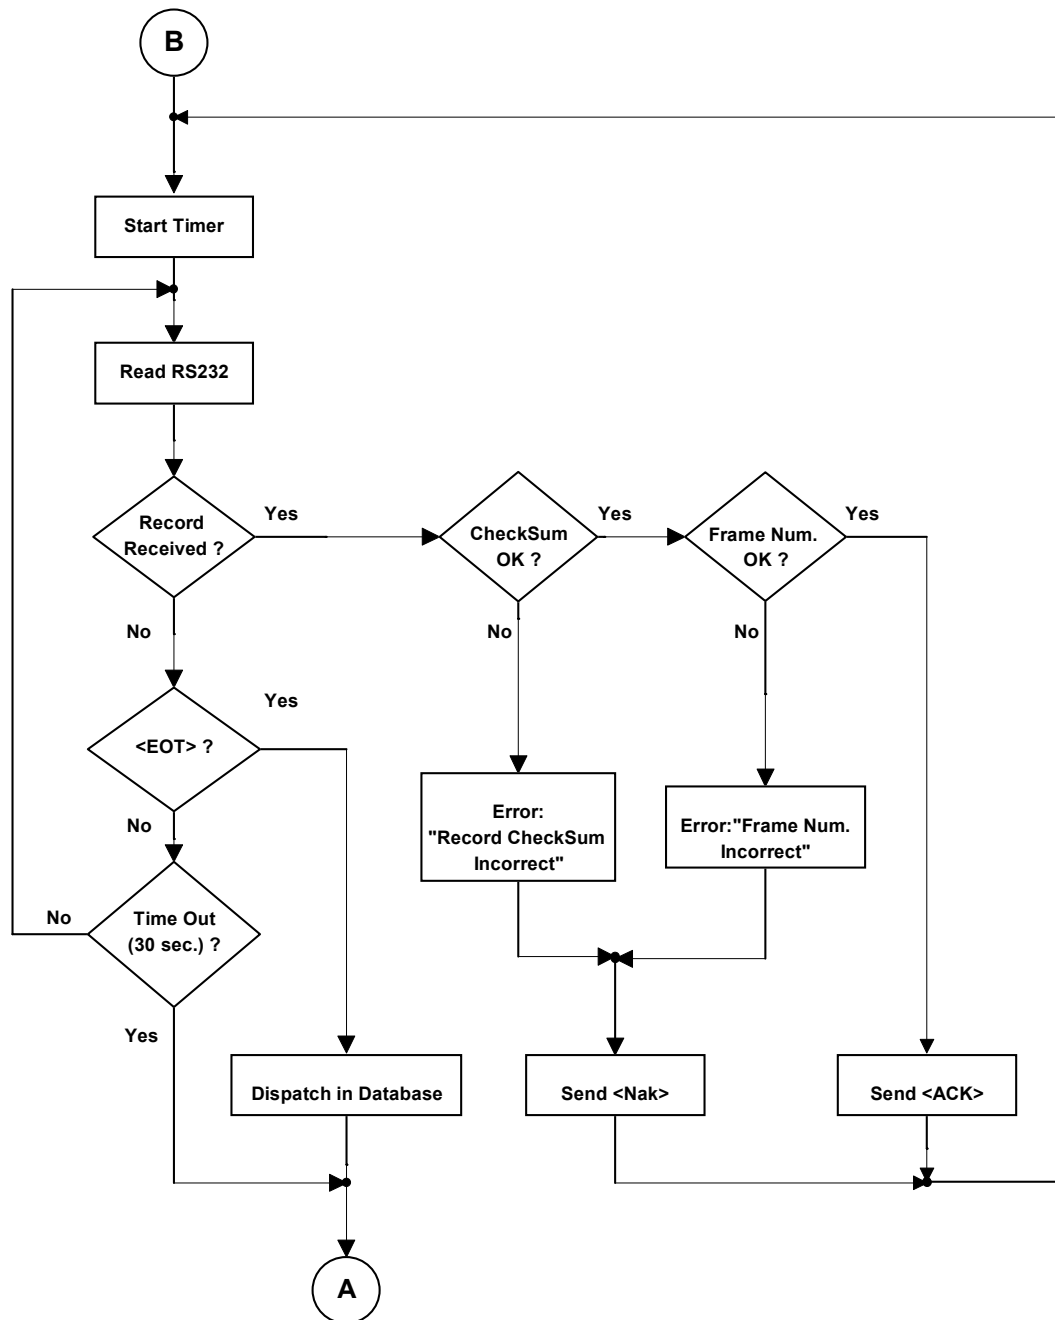 B
Start Timer
Read RS232
Record
Received ?
Yes
CheckSum
OK ?
Yes
Frame Num.
OK ?
Yes
No
No
No
<EOT> ?
Yes
No
Error:
"Record CheckSum
Incorrect"
Error:"Frame Num.
Incorrect"
Time Out
(30 sec.) ?
No
Yes
Dispatch in Database
Send <Nak>
Send <ACK>
A